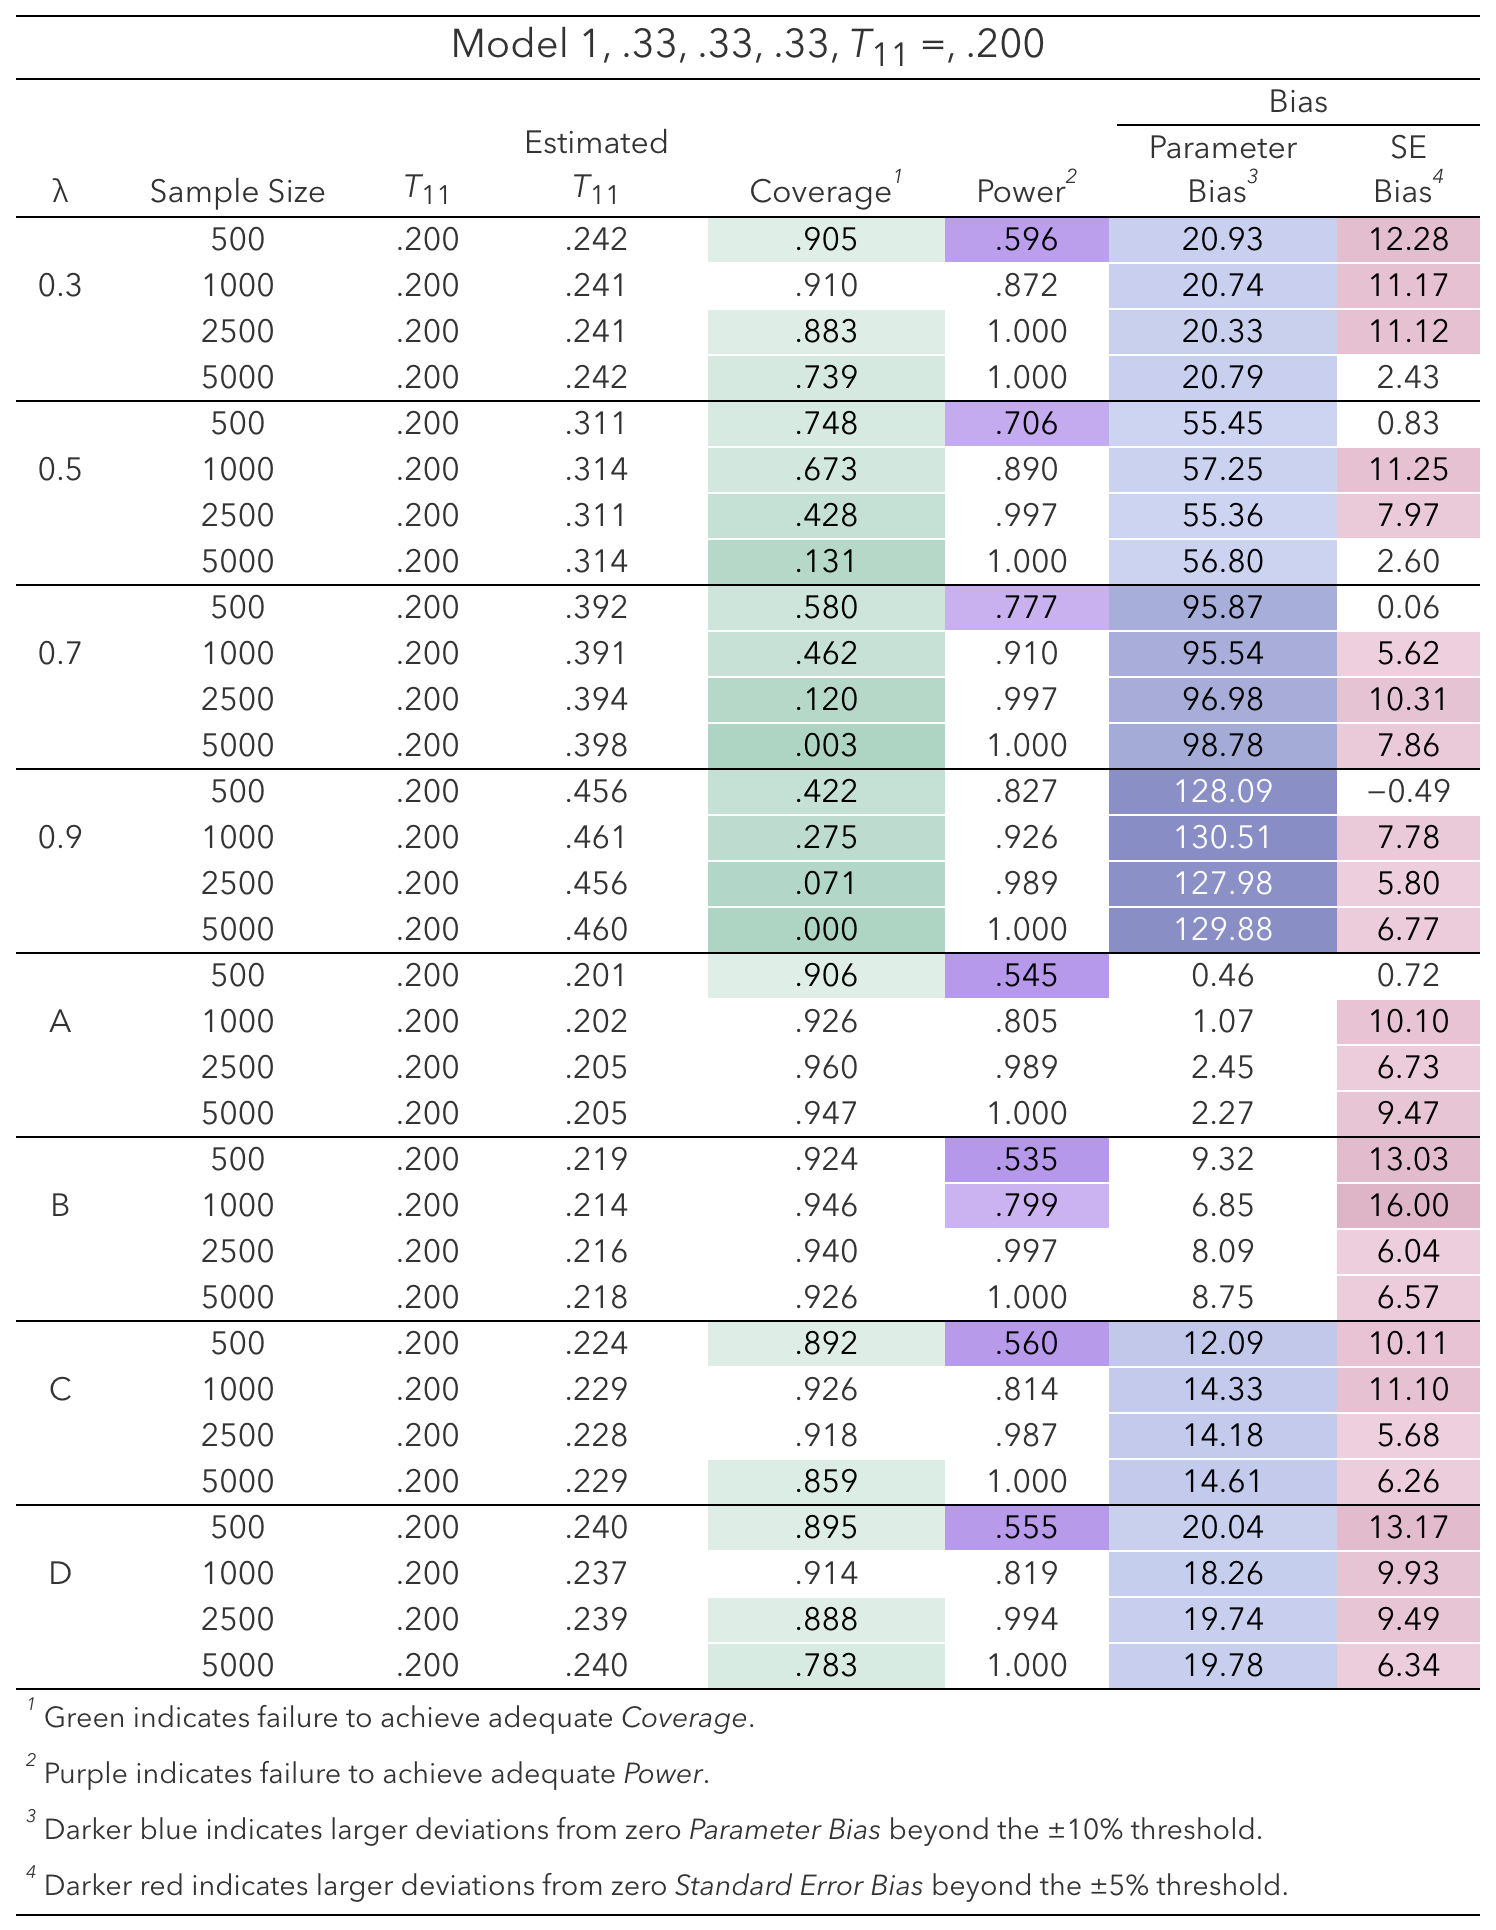 Model 1, .33, .33, .33, T11 =, .200
Bias
Estimated Parameter SE
λ Sample Size T11 T11 Coverage1 Power2 Bias3 Bias4
500 .200 .242 .905 .596 20.93 12.28
0.3 1000 .200 .241 .910 .872 20.74 11.17
2500 .200 .241 .883 1.000 20.33 11.12
5000 .200 .242 .739 1.000 20.79 2.43
500 .200 .311 .748 .706 55.45 0.83
0.5 1000 .200 .314 .673 .890 57.25 11.25
2500 .200 .311 .428 .997 55.36 7.97
5000 .200 .314 .131 1.000 56.80 2.60
500 .200 .392 .580 .777 95.87 0.06
0.7 1000 .200 .391 .462 .910 95.54 5.62
2500 .200 .394 .120 .997 96.98 10.31
5000 .200 .398 .003 1.000 98.78 7.86
500 .200 .456 .422 .827 128.09 −0.49
0.9 1000 .200 .461 .275 .926 130.51 7.78
2500 .200 .456 .071 .989 127.98 5.80
5000 .200 .460 .000 1.000 129.88 6.77
500 .200 .201 .906 .545 0.46 0.72
A 1000 .200 .202 .926 .805 1.07 10.10
2500 .200 .205 .960 .989 2.45 6.73
5000 .200 .205 .947 1.000 2.27 9.47
500 .200 .219 .924 .535 9.32 13.03
B 1000 .200 .214 .946 .799 6.85 16.00
2500 .200 .216 .940 .997 8.09 6.04
5000 .200 .218 .926 1.000 8.75 6.57
500 .200 .224 .892 .560 12.09 10.11
C 1000 .200 .229 .926 .814 14.33 11.10
2500 .200 .228 .918 .987 14.18 5.68
5000 .200 .229 .859 1.000 14.61 6.26
500 .200 .240 .895 .555 20.04 13.17
D 1000 .200 .237 .914 .819 18.26 9.93
2500 .200 .239 .888 .994 19.74 9.49
5000 .200 .240 .783 1.000 19.78 6.34
1 Green indicates failure to achieve adequate Coverage.
2 Purple indicates failure to achieve adequate Power.
3 Darker blue indicates larger deviations from zero Parameter Bias beyond the ±10% threshold.
4 Darker red indicates larger deviations from zero Standard Error Bias beyond the ±5% threshold.